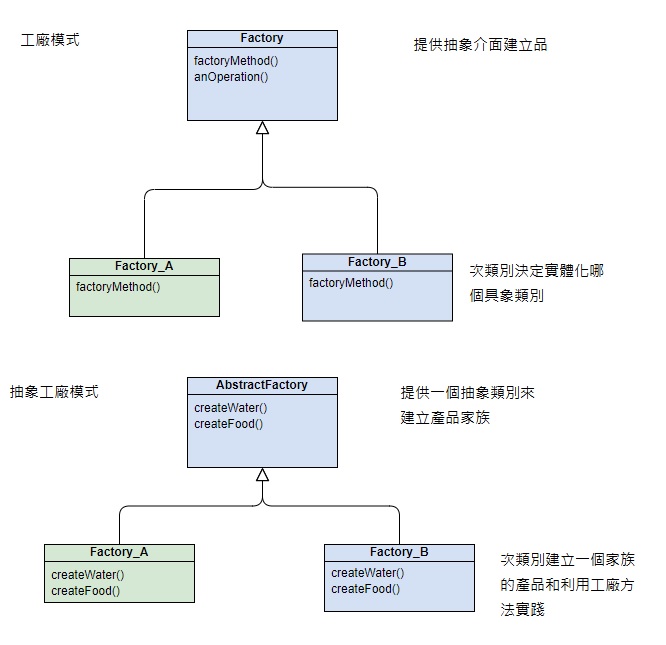 工廠模式
Factory
factoryMethod()
anOperation()
提供抽象介面建立品
Factory_A
factoryMethod()
Factory_B
factoryMethod()
次類別決定實體化哪
個具象類別
抽象工廠模式
AbstractFactory
createWater()
createFood()
提供一個抽象類別來
建立產品家族
Factory_A
createWater()
createFood()
Factory_B
createWater()
createFood()
次類別建立一個家族
的產品和利用工廠方
法實踐